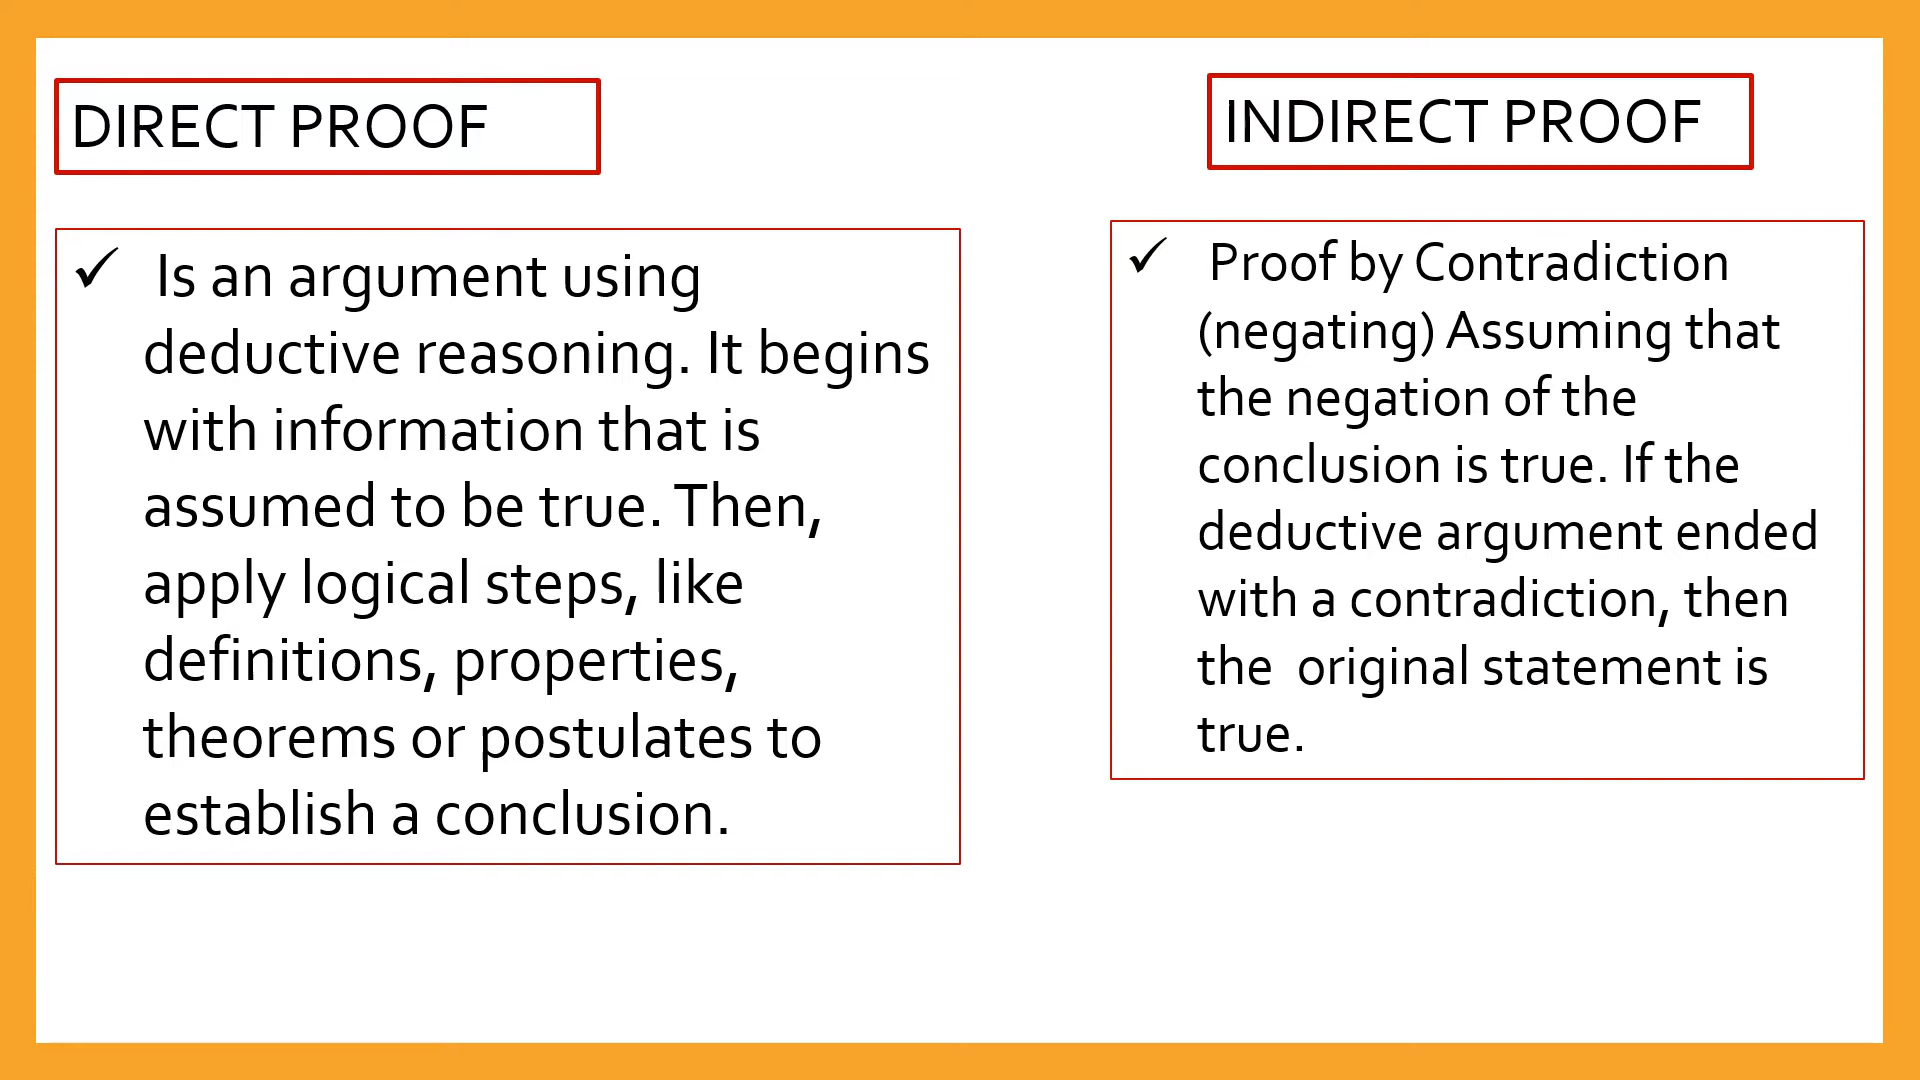 DIRECT PROOF
✓ Is an argument using
deductive reasoning. It begins
with information that is
assumed to be true. Then,
apply logical steps, like
definitions, properties,
theorems or postulates to
establish a conclusion.
INDIRECT PROOF
✓ Proof by Contradiction
(negating) Assuming that
the negation of the
conclusion is true. If the
deductive argument ended
with a contradiction, then
the  original statement is
true.